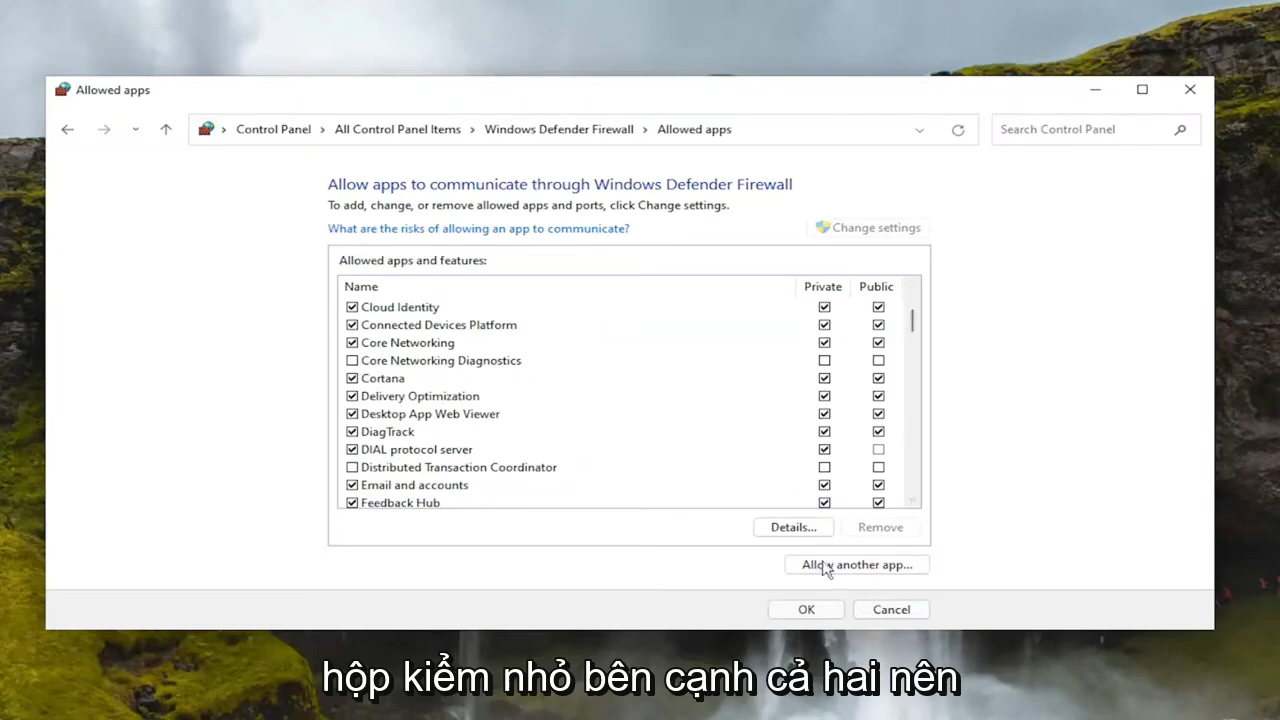 Allowed apps
Control Panel > All Control Panel Items > Windows Defender Firewall > Allowed apps
Search Control Panel
Allow apps to communicate through Windows Defender Firewall
To add, change, or remove allowed apps and ports, click Change settings.
What are the risks of allowing an app to communicate?
Change settings
Allowed apps and features:
Name Private Public
Cloud Identity
Connected Devices Platform
Core Networking
Core Networking Diagnostics
Cortana
Delivery Optimization
Desktop App Web Viewer
DiagTrack
DIAL protocol server
Distributed Transaction Coordinator
Email and accounts
Feedback Hub
Details... Remove
Allow another app...
OK Cancel
hộp kiểm nhỏ bên cạnh cả hai nên